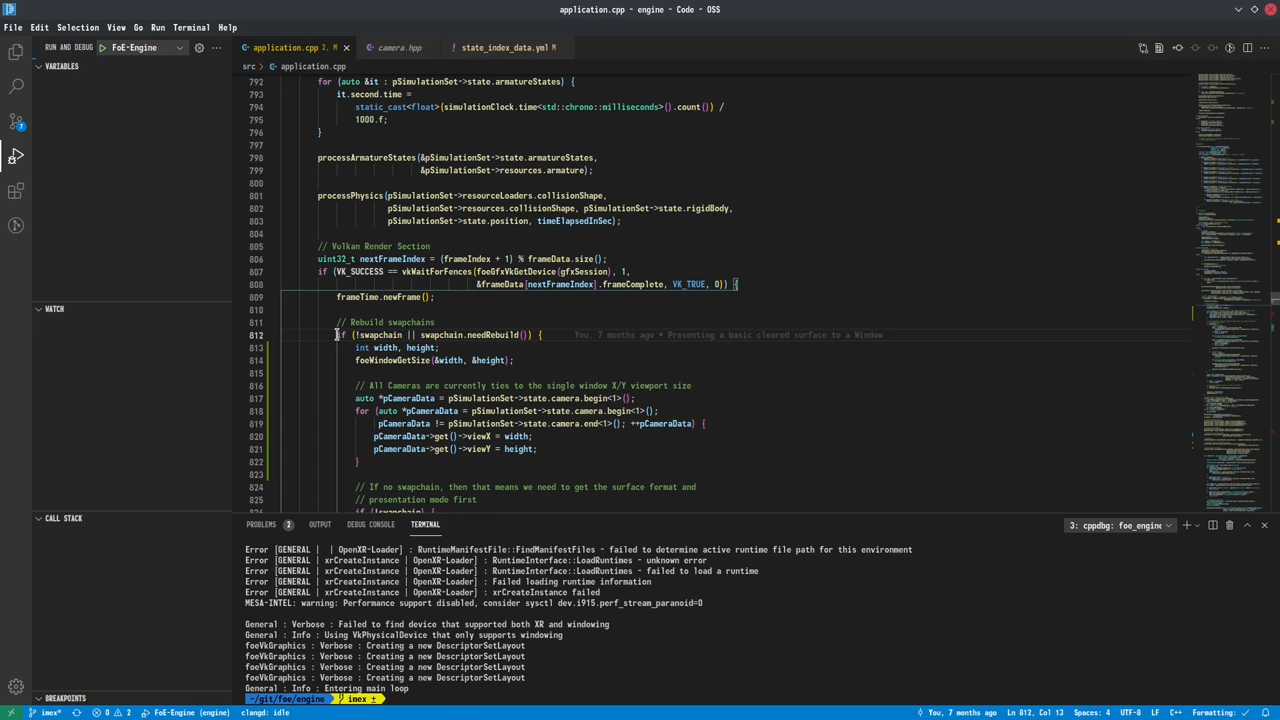 application.cpp - engine - Code - OSS
File Edit Selection View Go Run Terminal Help
RUN AND DEBUG FoE-Engine
application.cpp 2, M camera.hpp state_index_data.yml M
VARIABLES
src > application.cpp
792 for (auto &it : pSimulationSet->state.armatureStates) {
793 it.second.time =
794 static_cast<float>(simulationClock.time<std::chrono::milliseconds>().count()) /
795 1000.f;
796 }
797
798 processArmatureStates(&pSimulationSet->state.armatureStates,
799 &pSimulationSet->resources.armature);
800
801
802 pSimulationSet->resources.collisionShape, pSimulationSet->state.rigidBody,
803 pSimulationSet->state.position, timeElapsedInSec);
804
805 // Vulkan Render Section
806 uint32_t nextFrameIndex = (frameIndex + 1) % frameData.size();
807 if (VK_SUCCESS == vkWaitForFences(foeGfxVkGetDevice(gfxSession), 1,
808 &frameData[nextFrameIndex].frameComplete, VK_TRUE, 0)) {
809 frameTime.newFrame();
810
811 // Rebuild swapchains
812 if (!swapchain || swapchain.needRebuild()) { You, 7 months ago • Presenting a basic cleared surface to a Window
813 int width, height;
814 foeWindowGetSize(&width, &height);
815
816 // All Cameras are currently ties to the single window X/Y viewport size
817 auto *pCameraData = pSimulationSet->state.camera.begin<1>();
818 for (auto *pCameraData = pSimulationSet->state.camera.begin<1>();
819 pCameraData != pSimulationSet->state.camera.end<1>(); ++pCameraData) {
820 pCameraData->get()->viewX = width;
821 pCameraData->get()->viewY = height;
822 }
823
824 // If no swapchain, then that means we need to get the surface format and
825 // presentation mode first
826 if (!swapchain) {
WATCH
CALL STACK
BREAKPOINTS
PROBLEMS 2 OUTPUT DEBUG CONSOLE TERMINAL 3: cppdbg: foe_engine
Error [GENERAL | | OpenXR-Loader] : RuntimeManifestFile::FindManifestFiles - failed to determine active runtime file path for this environment
Error [GENERAL | xrCreateInstance | OpenXR-Loader] : RuntimeInterface::LoadRuntimes - unknown error
Error [GENERAL | xrCreateInstance | OpenXR-Loader] : RuntimeInterface::LoadRuntimes - failed to load a runtime
Error [GENERAL | xrCreateInstance | OpenXR-Loader] : Failed loading runtime information
Error [GENERAL | xrCreateInstance | OpenXR-Loader] : xrCreateInstance failed
MESA-INTEL: warning: Performance support disabled, consider sysctl dev.i915.perf_stream_paranoid=0
General : Verbose : Failed to find device that supported both XR and windowing
General : Info : Using VkPhysicalDevice that only supports windowing
foeVkGraphics : Verbose : Creating a new DescriptorSetLayout
foeVkGraphics : Verbose : Creating a new DescriptorSetLayout
foeVkGraphics : Verbose : Creating a new DescriptorSetLayout
foeVkGraphics : Verbose : Creating a new DescriptorSetLayout
General : Info : Entering main loop
~/git/foe/engine imex ±
imex* 0 2 FoE-Engine (engine) clangd: idle You, 7 months ago Ln 812, Col 13 Spaces: 4 UTF-8 LF C++ Formatting: ✓